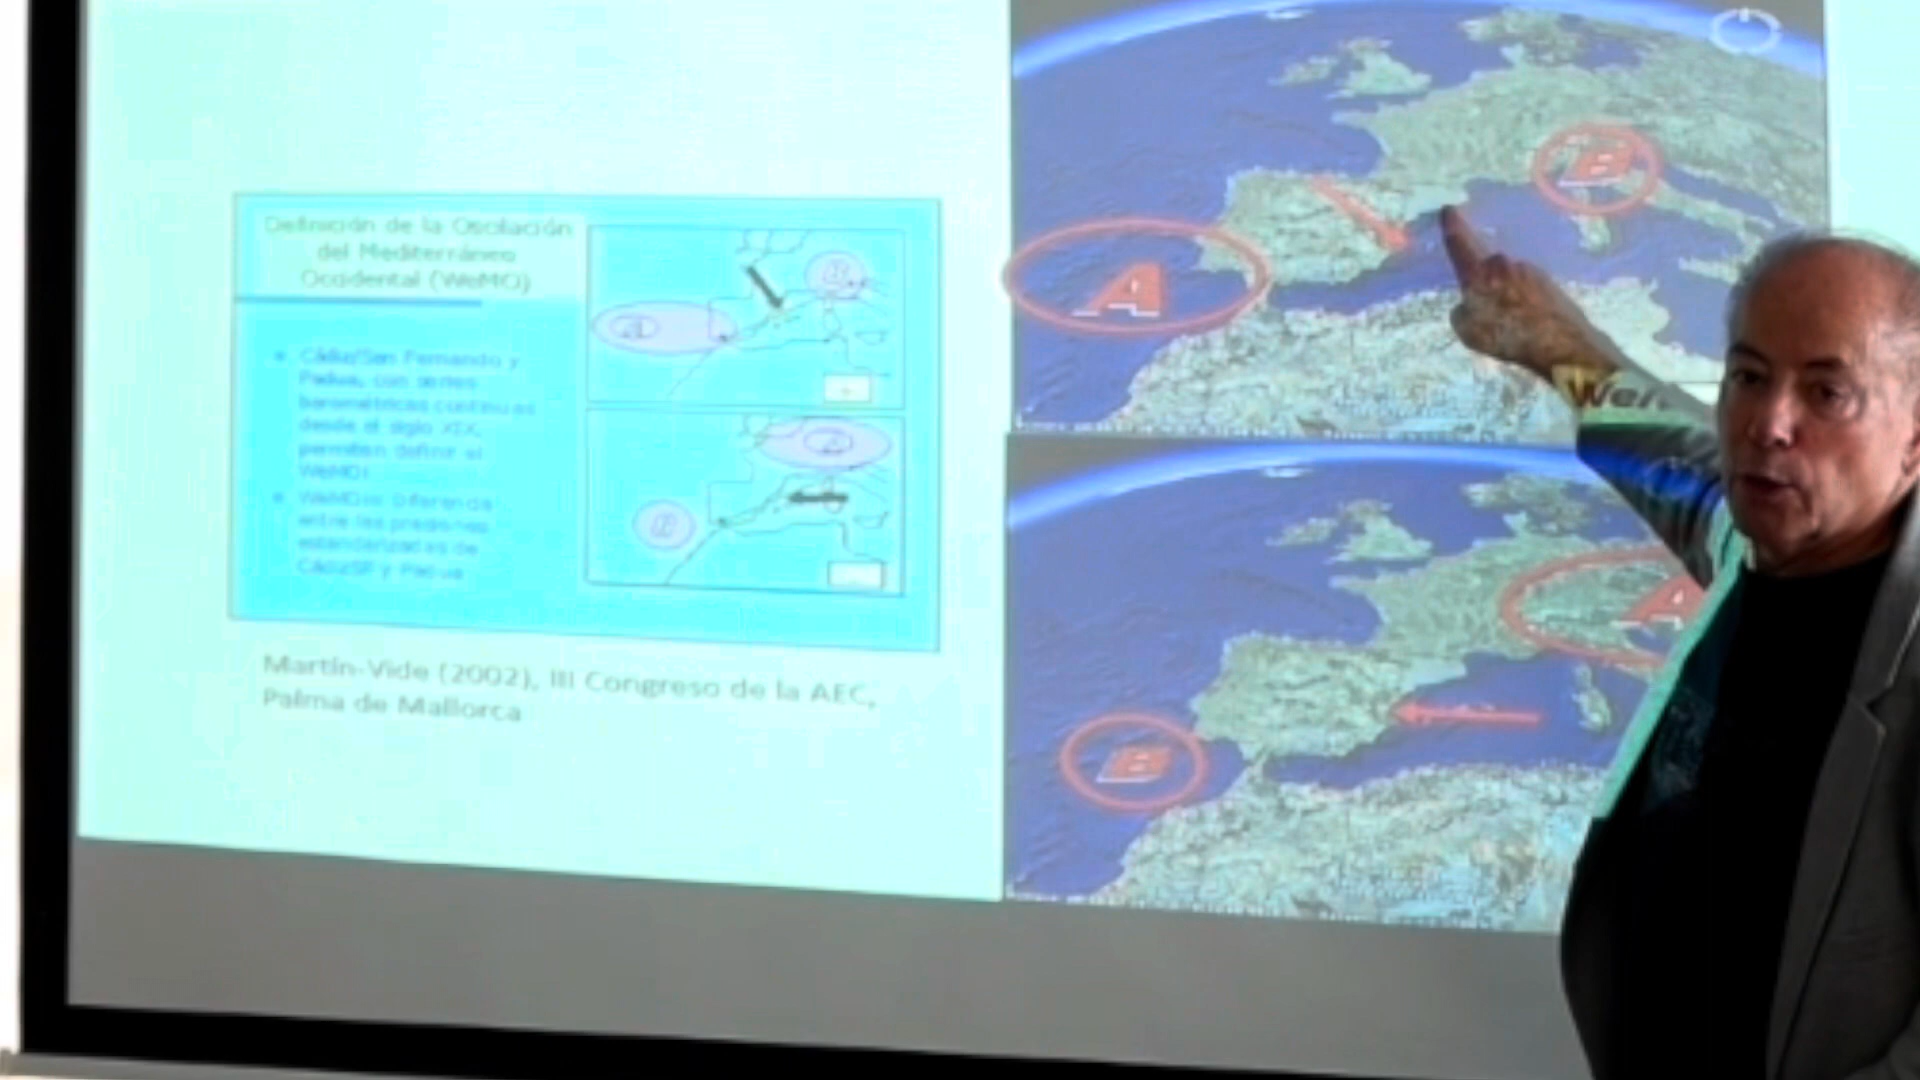 Definición de la Oscilación
del Mediterráneo
Occidental (WeMO)
Cádiz/San Fernando y
Padua, con series
barométricas continuas
desde el siglo XIX,
permiten definir el
WeMOi
WeMOi: Diferencia
entre las presiones
estandarizadas de
Cádiz/SF y Padua
Martín-Vide (2002), III Congreso de la AEC,
Palma de Mallorca
A
B
A
B